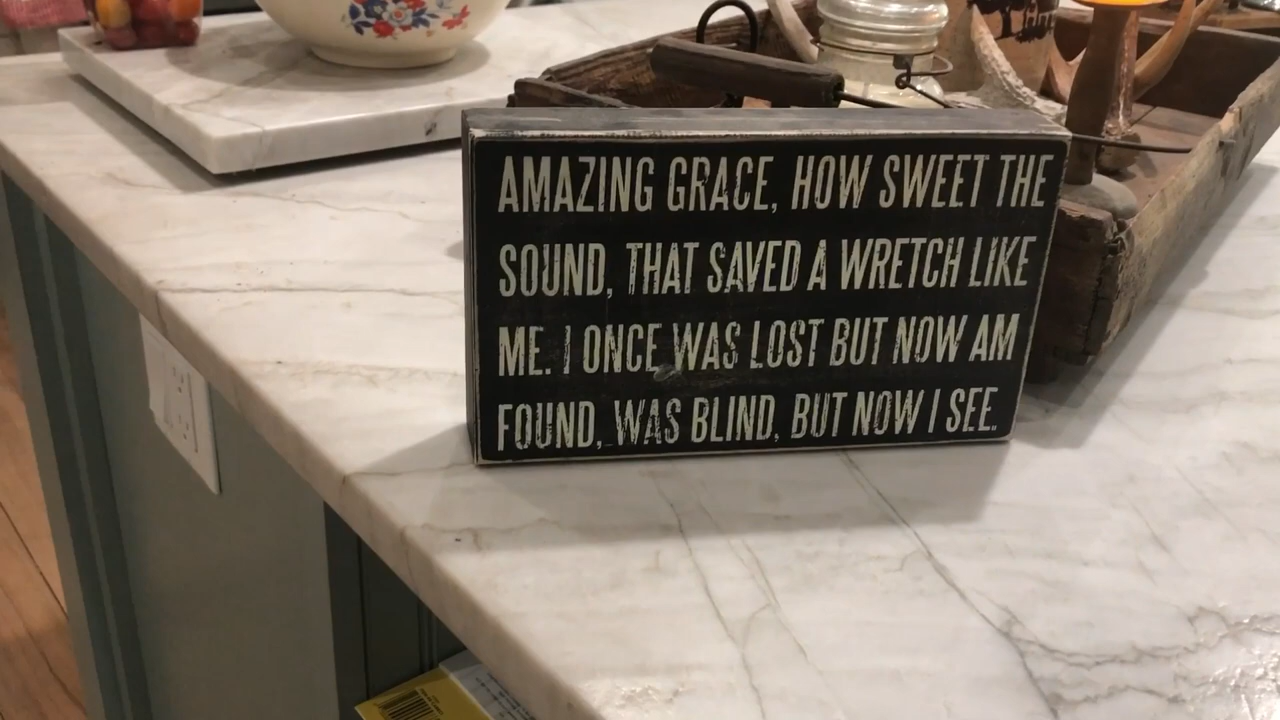 AMAZING GRACE, HOW SWEET THE
SOUND, THAT SAVED A WRETCH LIKE
ME. I ONCE WAS LOST BUT NOW AM
FOUND, WAS BLIND, BUT NOW I SEE.